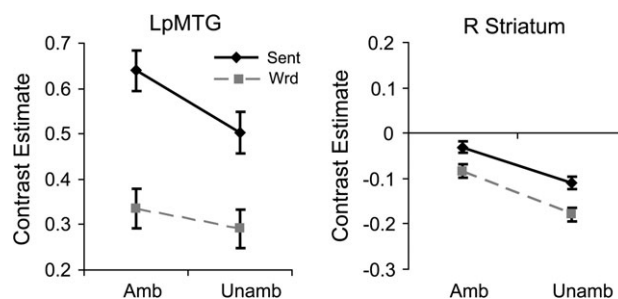 LpMTG
Contrast Estimate
0.7
0.6
0.5
0.4
0.3
0.2
Sent
Wrd
Amb Unamb
R Striatum
Contrast Estimate
0.2
0.1
0
-0.1
-0.2
-0.3
Amb Unamb